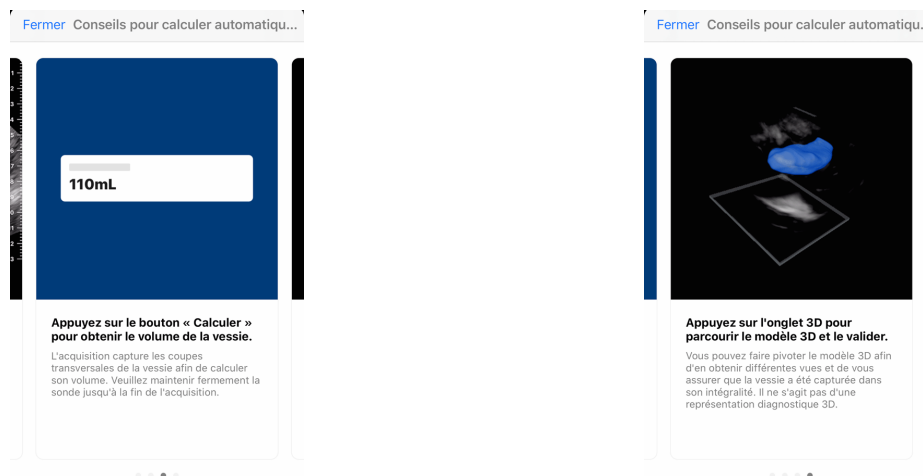 Fermer Conseils pour calculer automatiqu...
110mL
Appuyez sur le bouton « Calculer »
pour obtenir le volume de la vessie.
L'acquisition capture les coupes
transversales de la vessie afin de calculer
son volume. Veuillez maintenir fermement la
sonde jusqu'à la fin de l'acquisition.
Fermer Conseils pour calculer automatiqu.
Appuyez sur l'onglet 3D pour
parcourir le modèle 3D et le valider.
Vous pouvez faire pivoter le modèle 3D afin
d'en obtenir différentes vues et de vous
assurer que la vessie a été capturée dans
son intégralité. Il ne s'agit pas d'une
représentation diagnostique 3D.